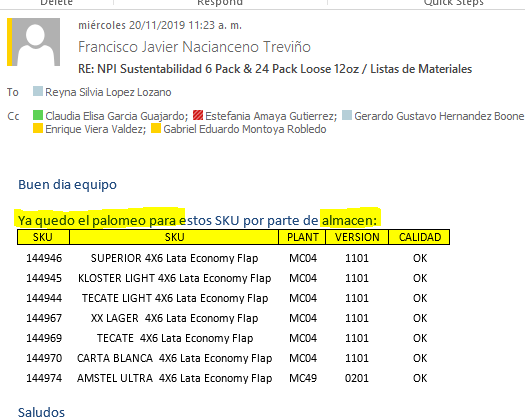 Delete Respond Quick Steps
miércoles 20/11/2019 11:23 a. m.
Francisco Javier Nacianceno Treviño
RE: NPI Sustentabilidad 6 Pack & 24 Pack Loose 12oz / Listas de Materiales
To Reyna Silvia Lopez Lozano
Cc Claudia Elisa Garcia Guajardo; Estefania Amaya Gutierrez; Gerardo Gustavo Hernandez Boone
Enrique Viera Valdez; Gabriel Eduardo Montoya Robledo
Buen dia equipo
Ya quedo el palomeo para estos SKU por parte de almacen:
SKU SKU PLANT VERSION CALIDAD
144946 SUPERIOR 4X6 Lata Economy Flap MC04 1101 OK
144945 KLOSTER LIGHT 4X6 Lata Economy Flap MC04 1101 OK
144944 TECATE LIGHT 4X6 Lata Economy Flap MC04 1101 OK
144967 XX LAGER 4X6 Lata Economy Flap MC04 1101 OK
144969 TECATE 4X6 Lata Economy Flap MC04 1101 OK
144970 CARTA BLANCA 4X6 Lata Economy Flap MC04 1101 OK
144974 AMSTEL ULTRA 4X6 Lata Economy Flap MC49 0201 OK
Saludos